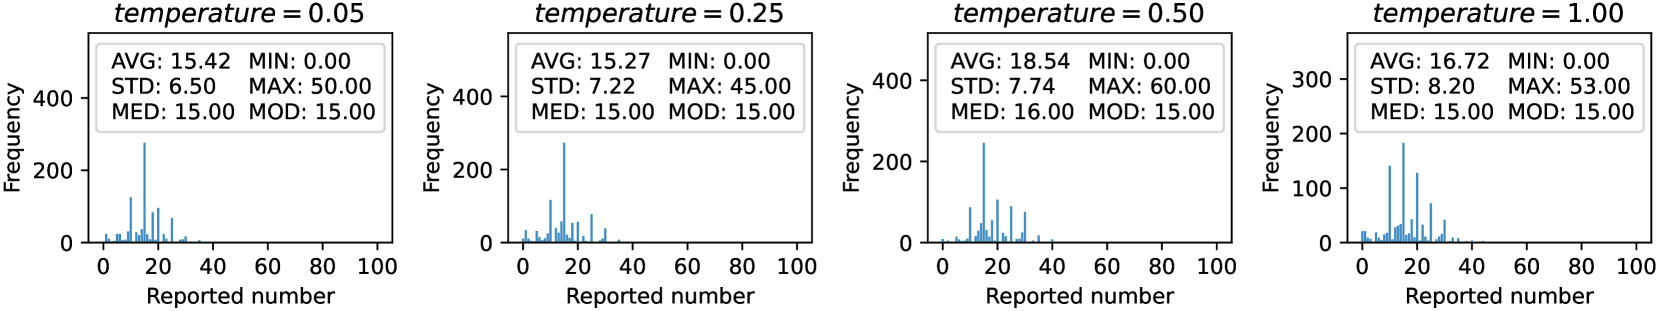 temperature = 0.05
AVG: 15.42 MIN: 0.00
STD: 6.50 MAX: 50.00
MED: 15.00 MOD: 15.00
Frequency
400
200
0
0 20 40 60 80 100
Reported number
temperature = 0.25
AVG: 15.27 MIN: 0.00
STD: 7.22 MAX: 45.00
MED: 15.00 MOD: 15.00
Frequency
400
200
0
0 20 40 60 80 100
Reported number
temperature = 0.50
AVG: 18.54 MIN: 0.00
STD: 7.74 MAX: 60.00
MED: 16.00 MOD: 15.00
Frequency
400
200
0
0 20 40 60 80 100
Reported number
temperature = 1.00
AVG: 16.72 MIN: 0.00
STD: 8.20 MAX: 53.00
MED: 15.00 MOD: 15.00
Frequency
300
200
100
0
0 20 40 60 80 100
Reported number